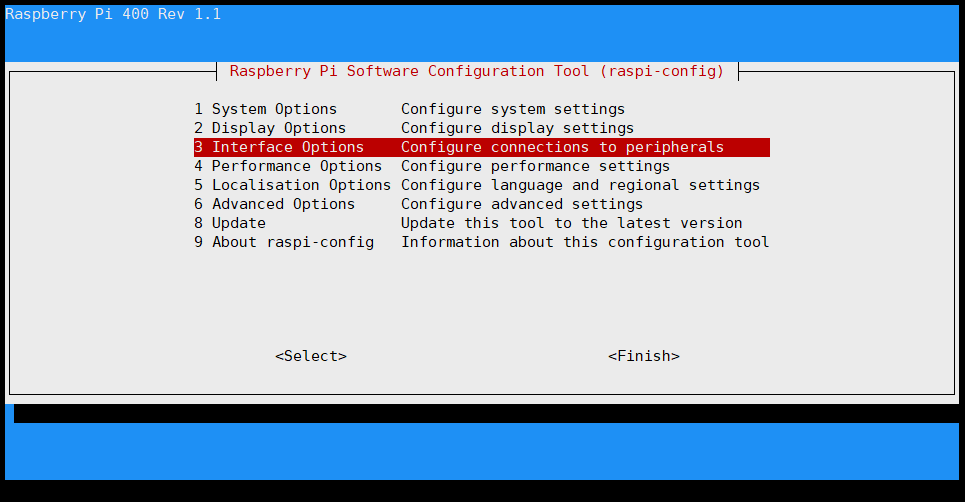 Raspberry Pi 400 Rev 1.1
Raspberry Pi Software Configuration Tool (raspi-config)
1 System Options Configure system settings
2 Display Options Configure display settings
3 Interface Options Configure connections to peripherals
4 Performance Options Configure performance settings
5 Localisation Options Configure language and regional settings
6 Advanced Options Configure advanced settings
8 Update Update this tool to the latest version
9 About raspi-config Information about this configuration tool
<Select> <Finish>